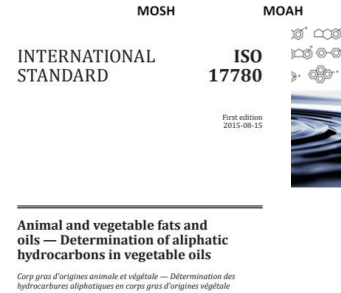 MOSH MOAH
INTERNATIONAL ISO
STANDARD 17780
First edition
2015-08-15
Animal and vegetable fats and
oils — Determination of aliphatic
hydrocarbons in vegetable oils
Corp gras d'origines animale et végétale — Détermination des
hydrocarbures aliphatiques en corps gras d'origines végétale